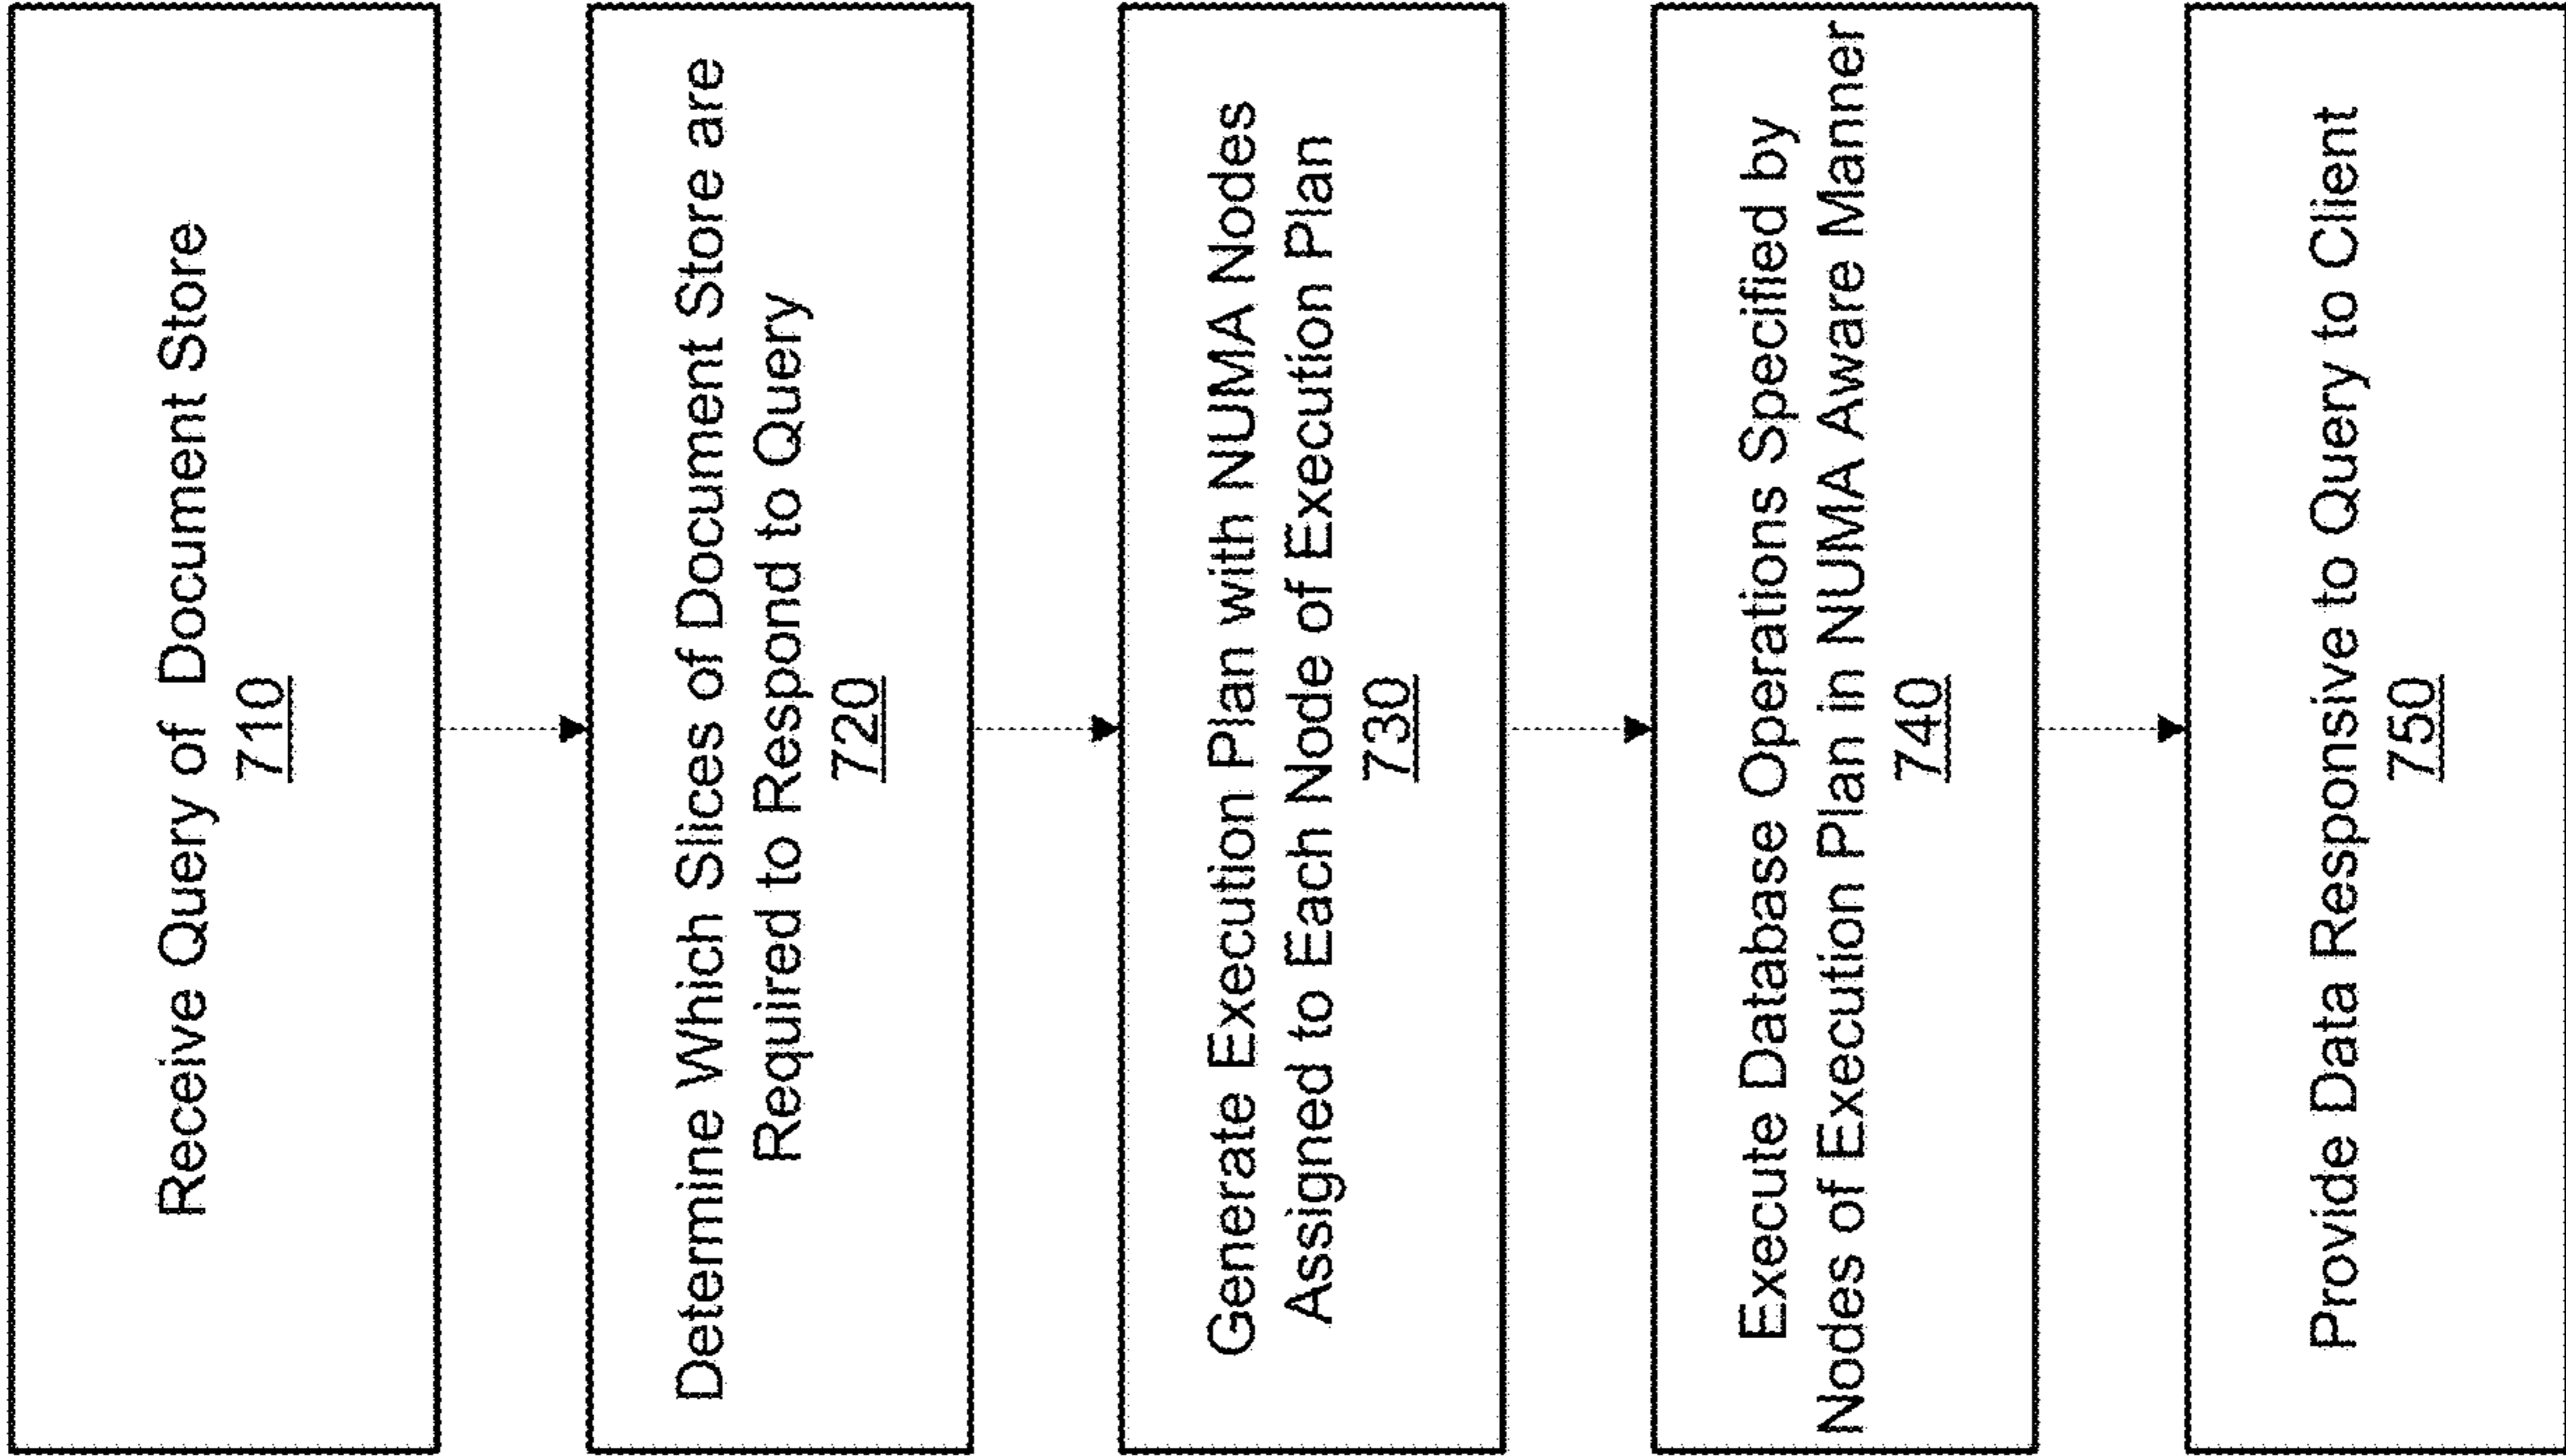 Receive Query of Document Store
710
Determine Which Slices of Document Store are
Required to Respond to Query
720
Generate Execution Plan with NUMA Nodes
Assigned to Each Node of Execution Plan
730
Execute Database Operations Specified by
Nodes of Execution Plan in NUMA Aware Manner
740
Provide Data Responsive to Query to Client
750